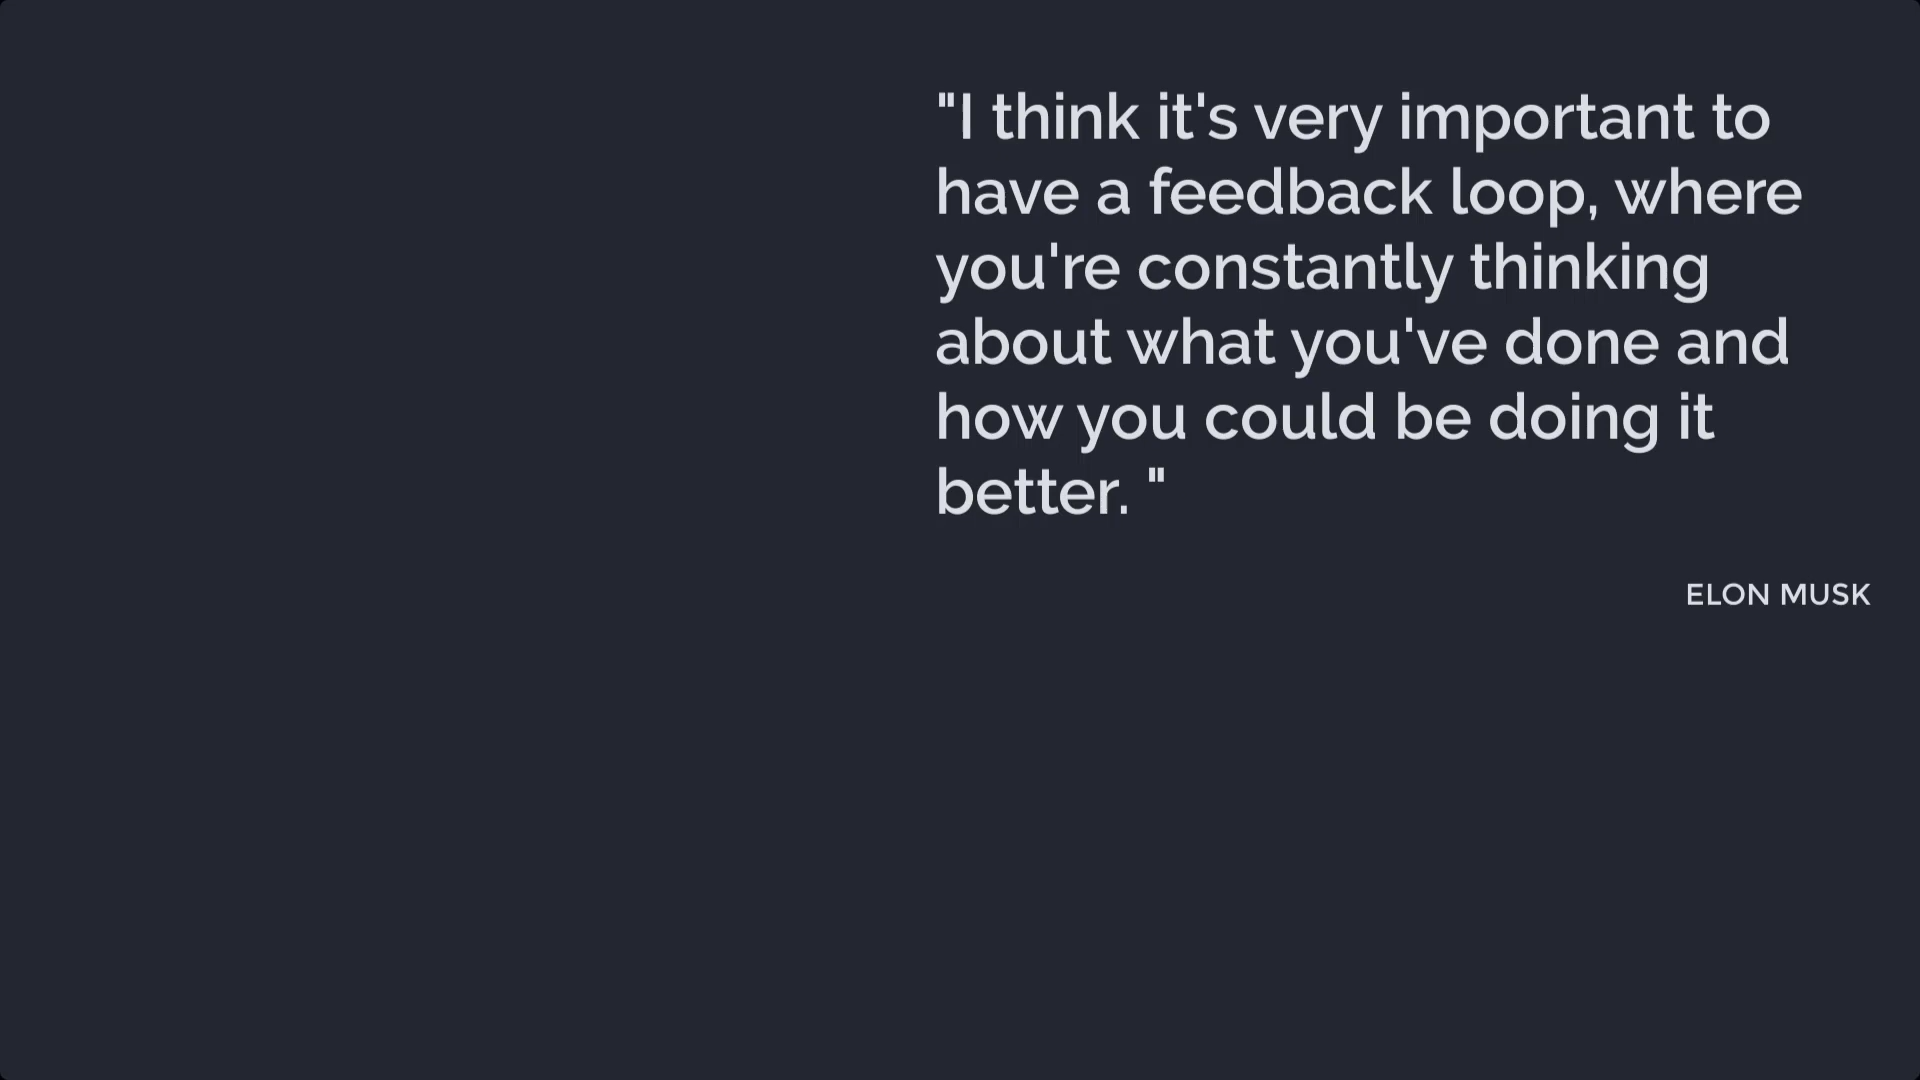 "I think it's very important to
have a feedback loop, where
you're constantly thinking
about what you've done and
how you could be doing it
better. "
ELON MUSK